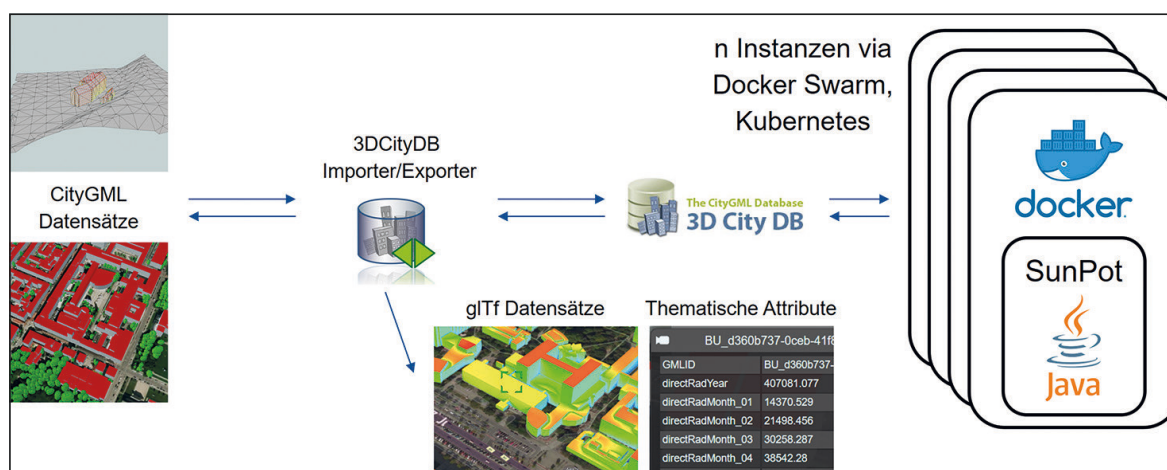 n Instanzen via
Docker Swarm,
Kubernetes
3DCityDB
Importer/Exporter
CityGML
Datensätze
The CityGML Database
3D City DB
docker
SunPot
Java
glTf Datensätze
Thematische Attribute
BU_d360b737-0ceb-41f8
GMLID BU_d360b737-
directRadYear 407081.077
directRadMonth_01 14370.529
directRadMonth_02 21498.456
directRadMonth_03 30258.287
directRadMonth_04 38542.28